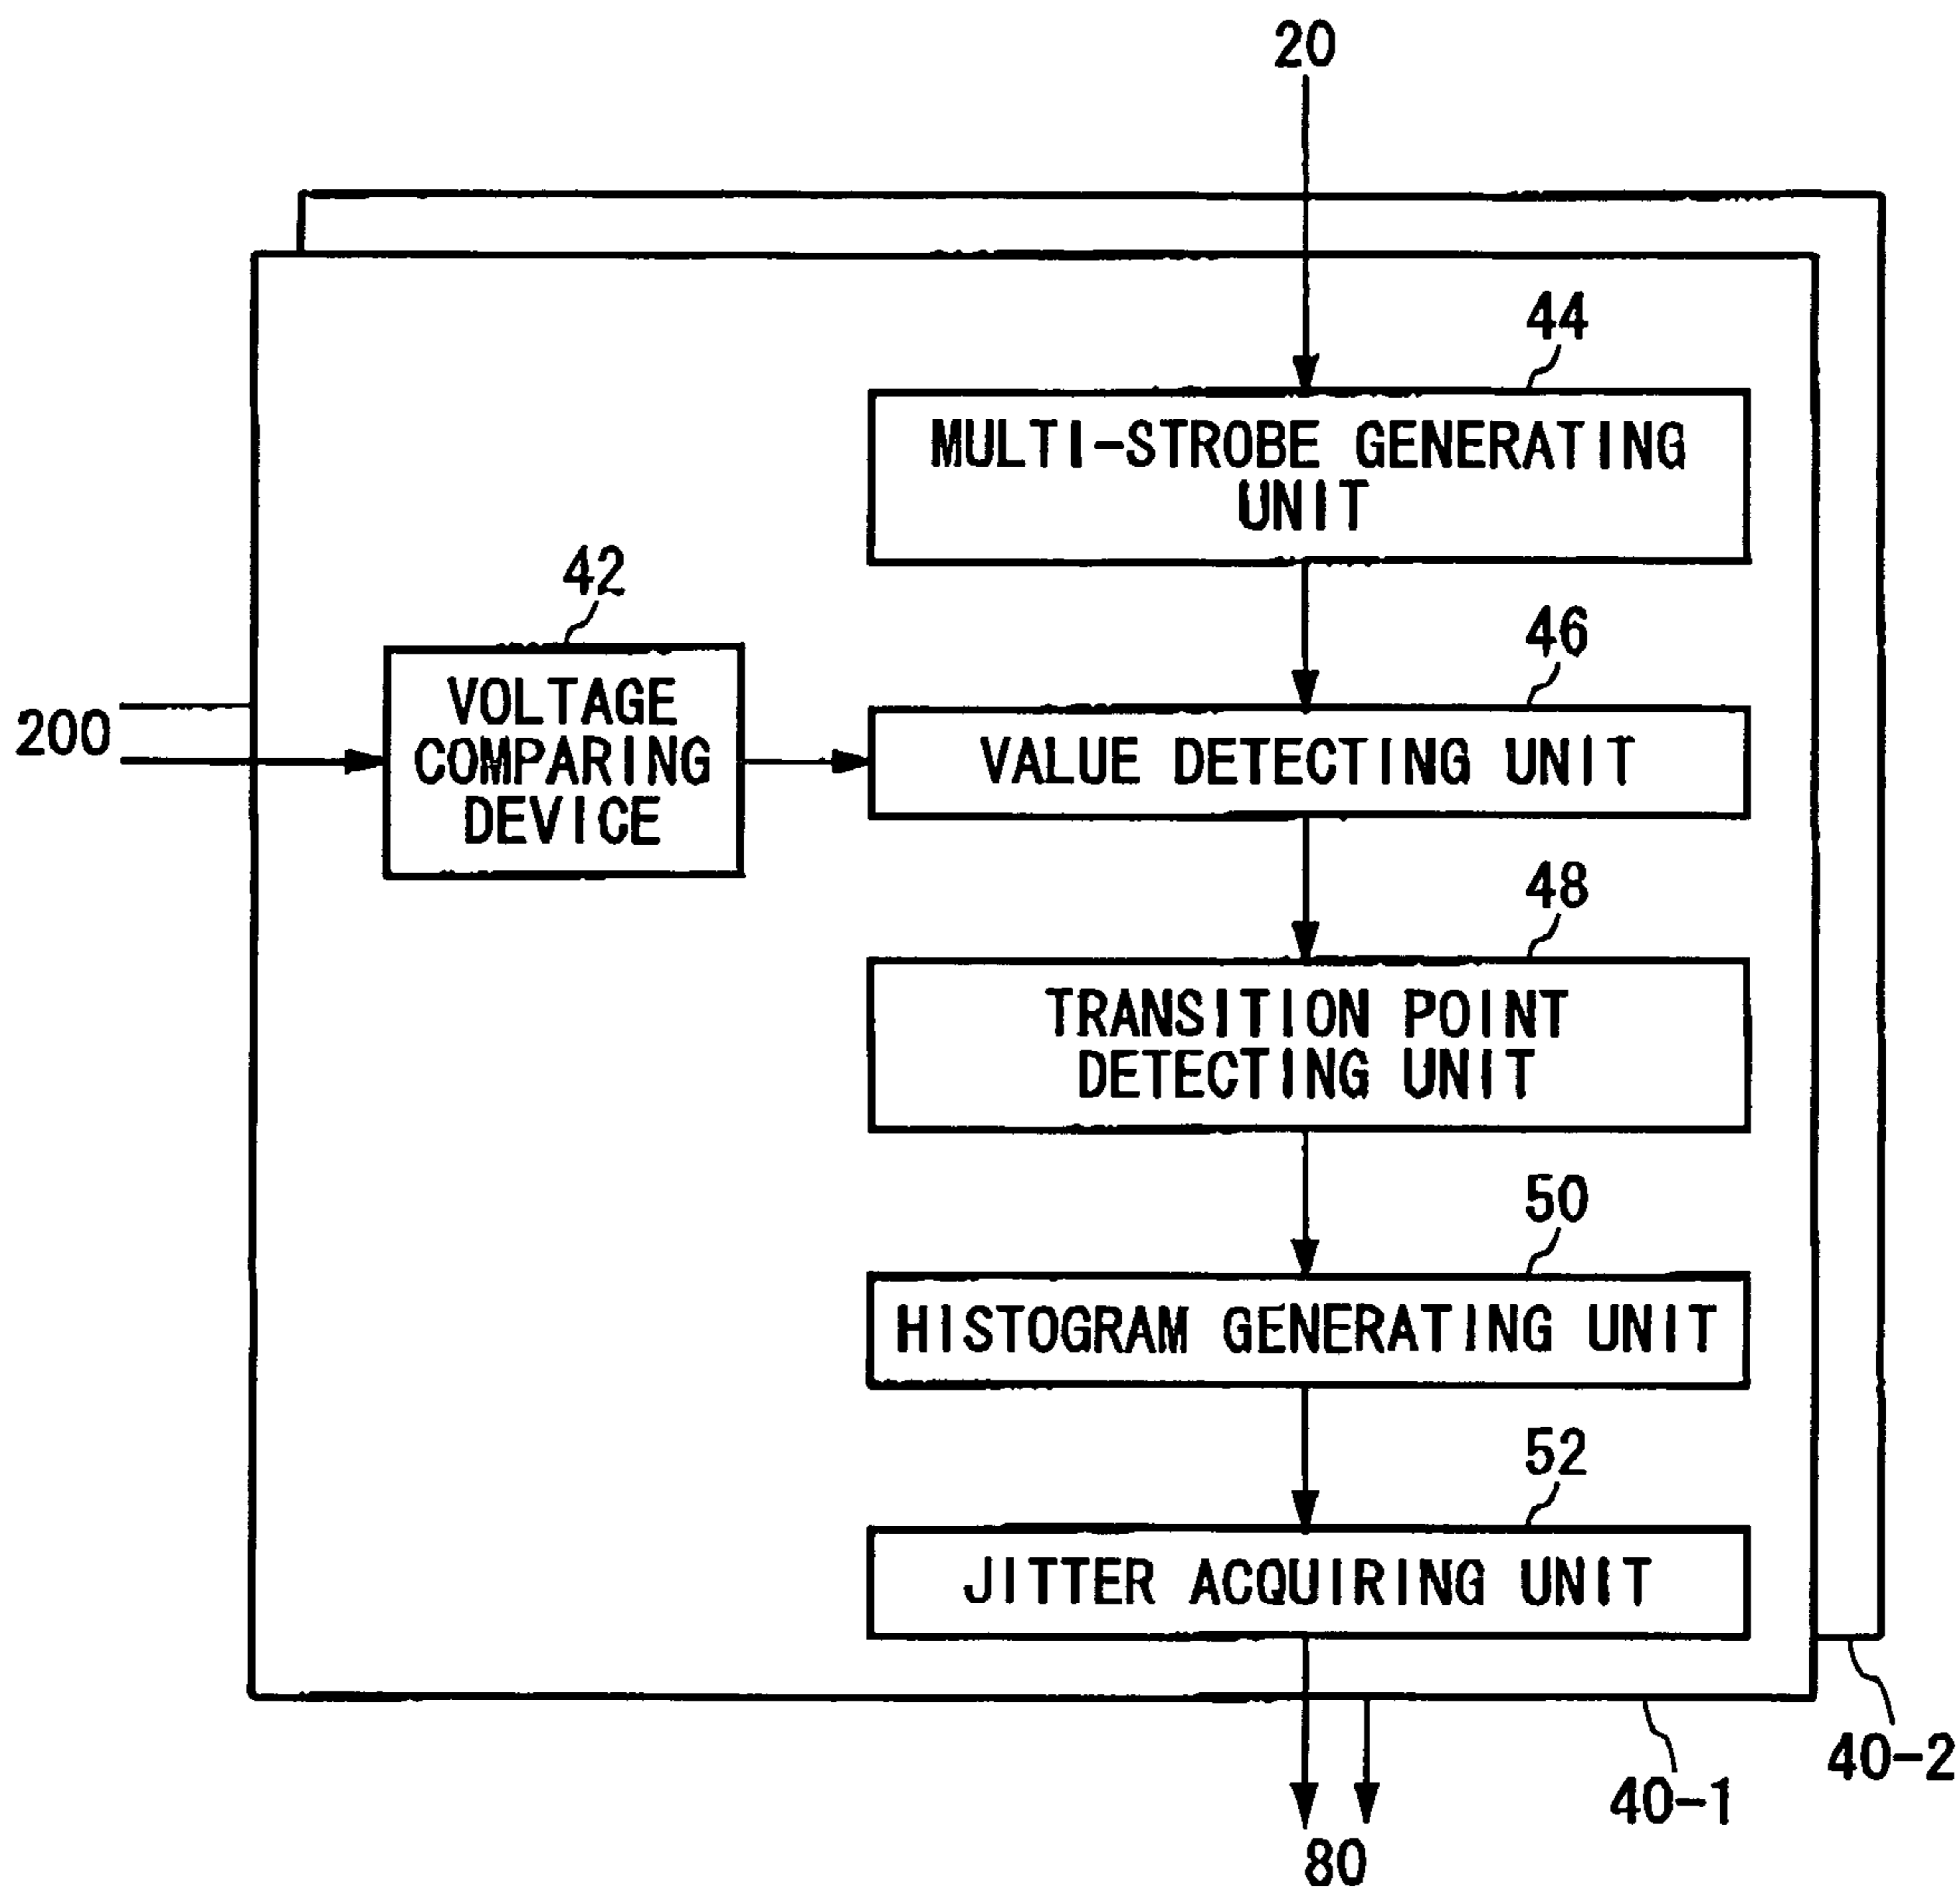 20
44
MULTI-STROBE GENERATING
UNIT
42
46
200
VOLTAGE
COMPARING
DEVICE
VALUE DETECTING UNIT
48
TRANSITION POINT
DETECTING UNIT
50
HISTOGRAM GENERATING UNIT
52
JITTER ACQUIRING UNIT
40-2
40-1
80